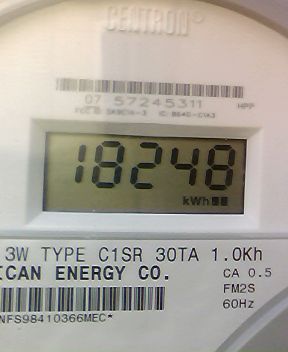 CENTRON®
07 57245311 HPP
18248
kWh
3W TYPE C1SR 30TA 1.0Kh
ICAN ENERGY CO. CA 0.5
FM2S
60Hz
NFS98410366MEC*